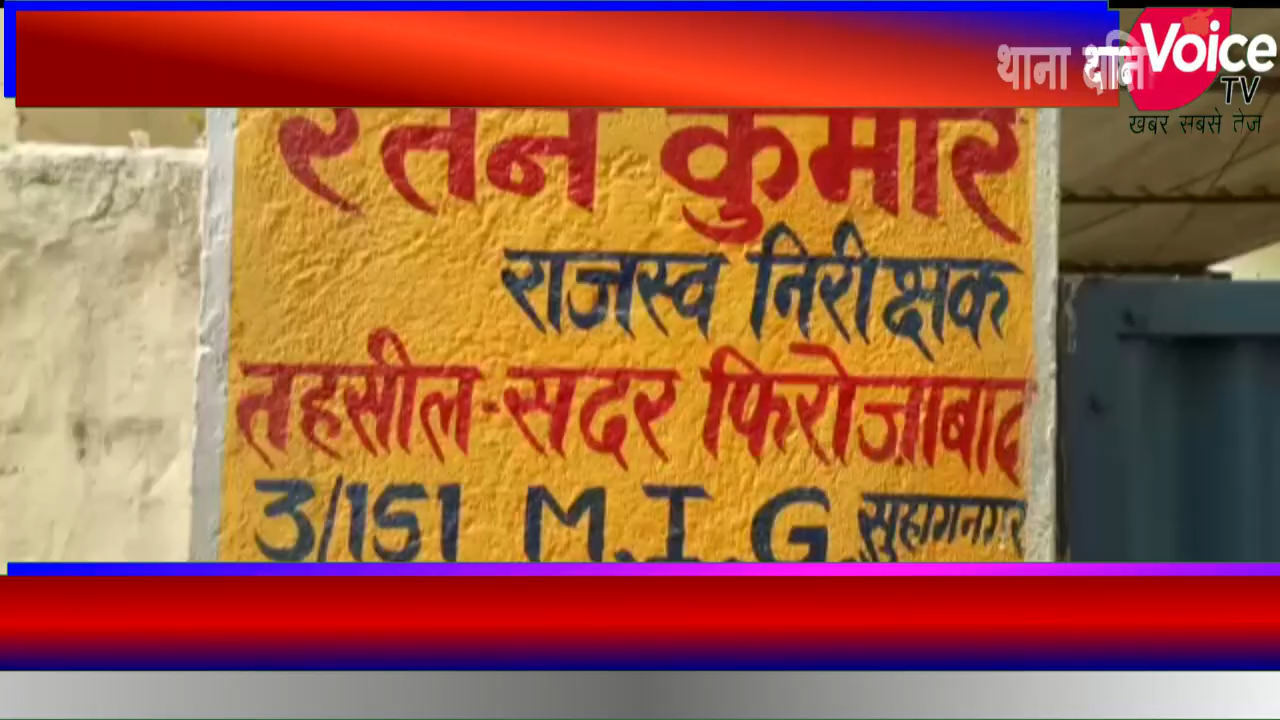 थाना
Voice
TV
खबर सबसे तेज
रतन कुमार
राजस्व निरीक्षक
तहसील-सदर फिरोजाबाद
3/151 M.I.G. सुहागनगर